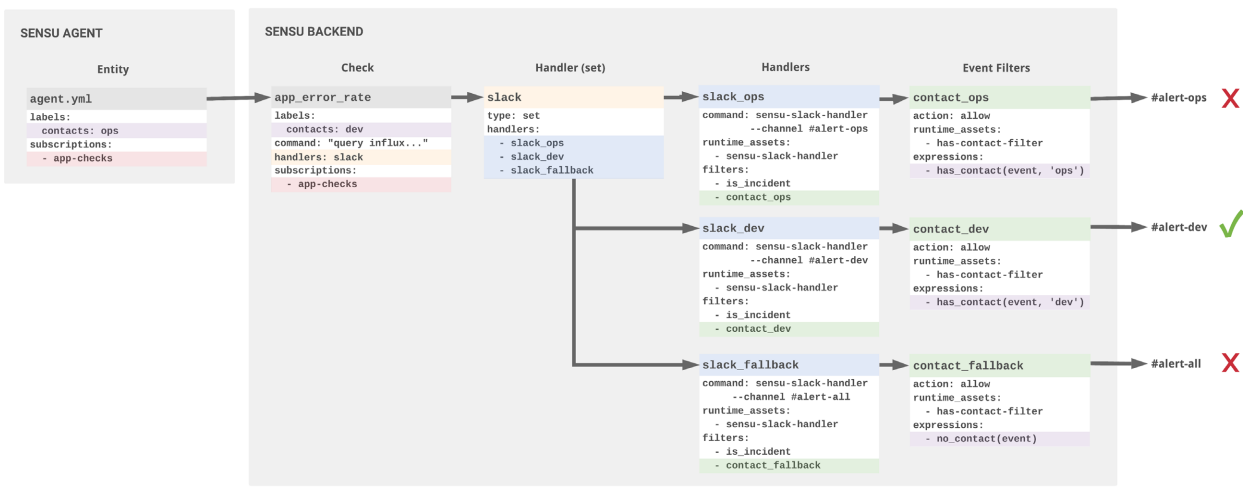 SENSU AGENT
Entity
agent.yml
labels:
contacts: ops
subscriptions:
- app-checks
SENSU BACKEND
Check
app_error_rate
labels:
contacts: dev
command: "query influx..."
handlers: slack
subscriptions:
- app-checks
Handler (set)
slack
type: set
handlers:
- slack_ops
- slack_dev
- slack_fallback
Handlers
slack_ops
command: sensu-slack-handler
--channel #alert-ops
runtime_assets:
- sensu-slack-handler
filters:
- is_incident
- contact_ops
slack_dev
command: sensu-slack-handler
--channel #alert-dev
runtime_assets:
- sensu-slack-handler
filters:
- is_incident
- contact_dev
slack_fallback
command: sensu-slack-handler
--channel #alert-all
runtime_assets:
- sensu-slack-handler
filters:
- is_incident
- contact_fallback
Event Filters
contact_ops
action: allow
runtime_assets:
- has-contact-filter
expressions:
- has_contact(event, 'ops')
contact_dev
action: allow
runtime_assets:
- has-contact-filter
expressions:
- has_contact(event, 'dev')
contact_fallback
action: allow
runtime_assets:
- has-contact-filter
expressions:
- no_contact(event)
#alert-ops
#alert-dev
#alert-all